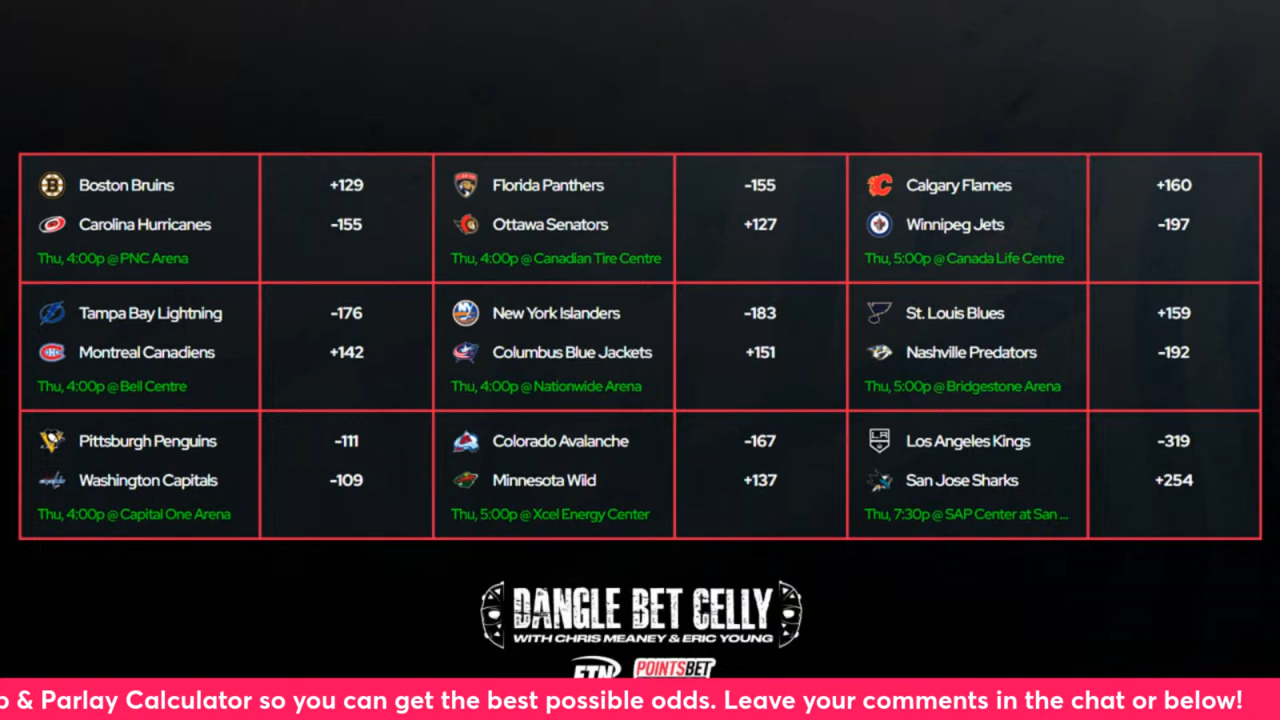 Boston Bruins +129
Carolina Hurricanes -155
Thu, 4:00p @ PNC Arena
Florida Panthers -155
Ottawa Senators +127
Thu, 4:00p @ Canadian Tire Centre
Calgary Flames +160
Winnipeg Jets -197
Thu, 5:00p @ Canada Life Centre
Tampa Bay Lightning -176
Montreal Canadiens +142
Thu, 4:00p @ Bell Centre
New York Islanders -183
Columbus Blue Jackets +151
Thu, 4:00p @ Nationwide Arena
St. Louis Blues +159
Nashville Predators -192
Thu, 5:00p @ Bridgestone Arena
Pittsburgh Penguins -111
Washington Capitals -109
Thu, 4:00p @ Capital One Arena
Colorado Avalanche -167
Minnesota Wild +137
Thu, 5:00p @ Xcel Energy Center
Los Angeles Kings -319
San Jose Sharks +254
Thu, 7:30p @ SAP Center at San ...
DANGLE BET CELLY
WITH CHRIS MEANEY & ERIC YOUNG
FTN POINTSBET
& Parlay Calculator so you can get the best possible odds. Leave your comments in the chat or below!